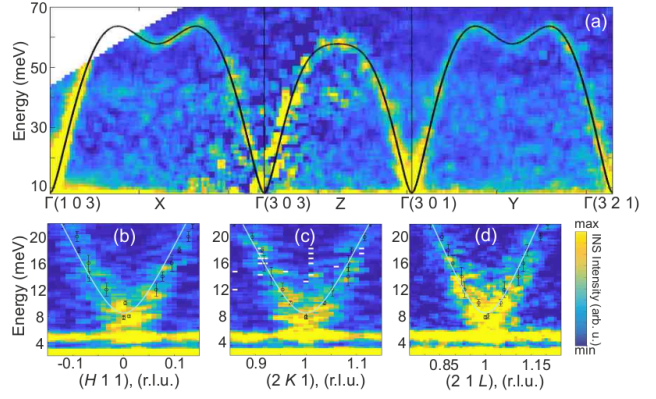 (a)
70
50
30
10
Energy (meV)
Γ(1 0 3) X Γ(3 0 3) Z Γ(3 0 1) Y Γ(3 2 1)
(b) (c) (d)
20
16
12
8
4
Energy (meV)
20
16
12
8
4
20
16
12
8
4
-0.1 0 0.1
0.9 1 1.1
0.85 1 1.15
(H 1 1), (r.l.u.)
(2 K 1), (r.l.u.)
(2 1 L), (r.l.u.)
max
INS Intensity (arb. u.)
min